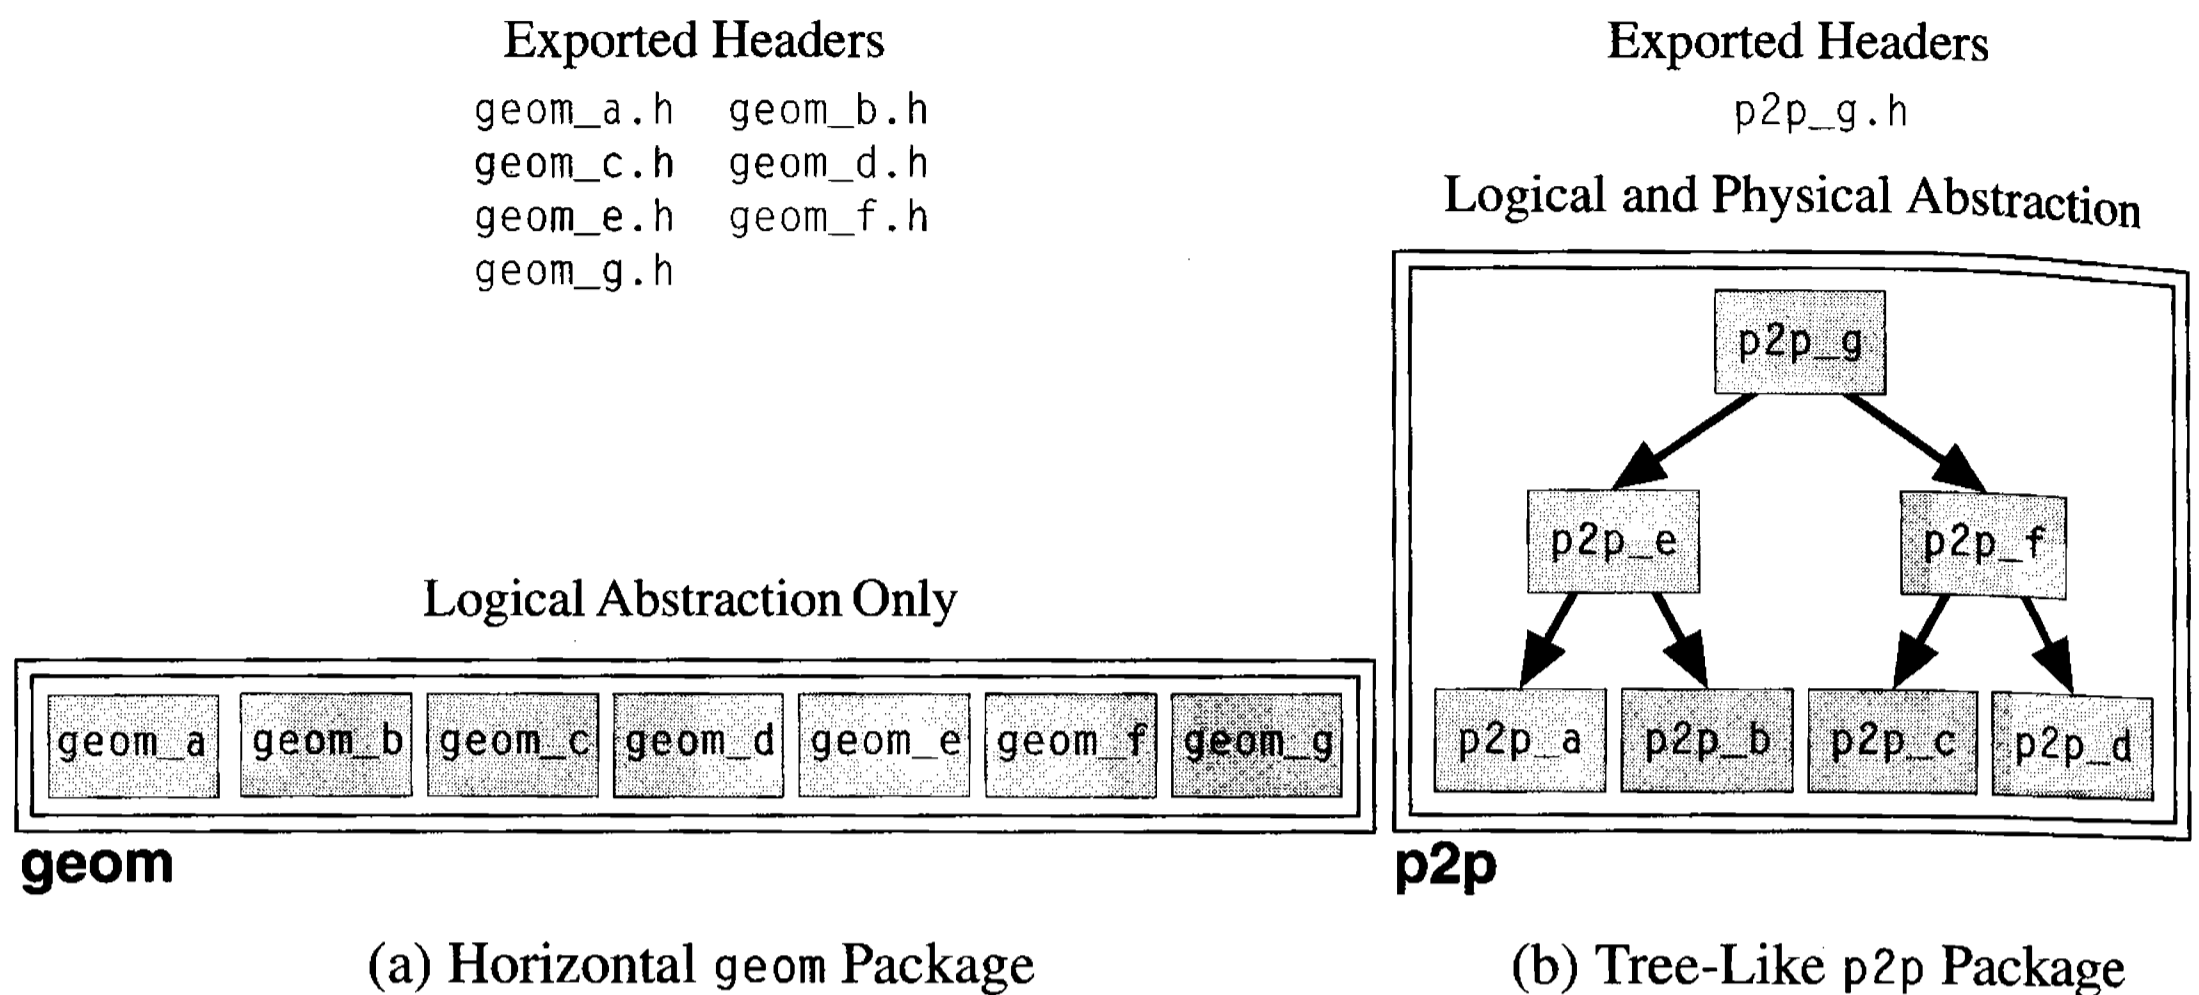 Exported Headers
geom_a.h geom_b.h
geom_c.h geom_d.h
geom_e.h geom_f.h
geom_g.h
Logical Abstraction Only
geom_a geom_b geom_c geom_d geom_e geom_f geom_g
geom
(a) Horizontal geom Package
Exported Headers
p2p_g.h
Logical and Physical Abstraction
p2p_g
p2p_e p2p_f
p2p_a p2p_b p2p_c p2p_d
p2p
(b) Tree-Like p2p Package